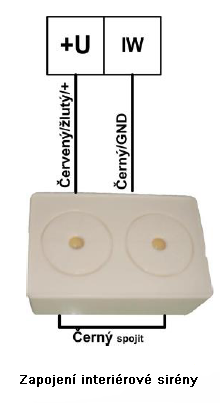 +U IW
Červený/žlutý/+
Černý/GND
Černý spojit
Zapojení interiérové sirény